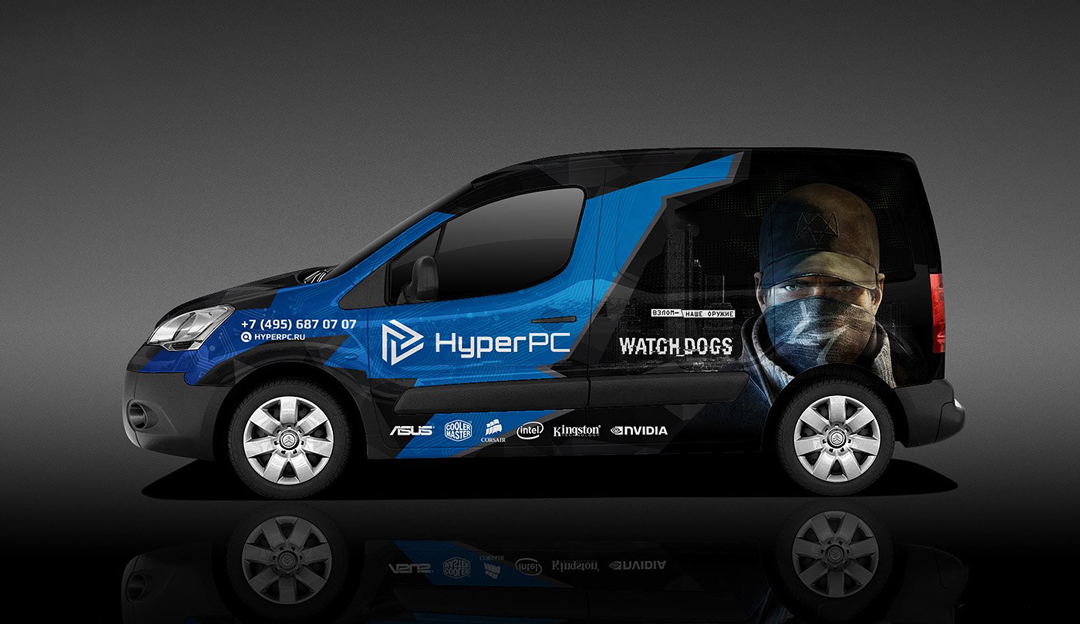 +7 (495) 687 07 07
HYPERPC.RU
HyperPC
ВЗЛОМ— НАШЕ ОРУЖИЕ
WATCH_DOGS
ASUS
COOLER
MASTER
CORSAIR
intel
Kingston
TECHNOLOGY
NVIDIA